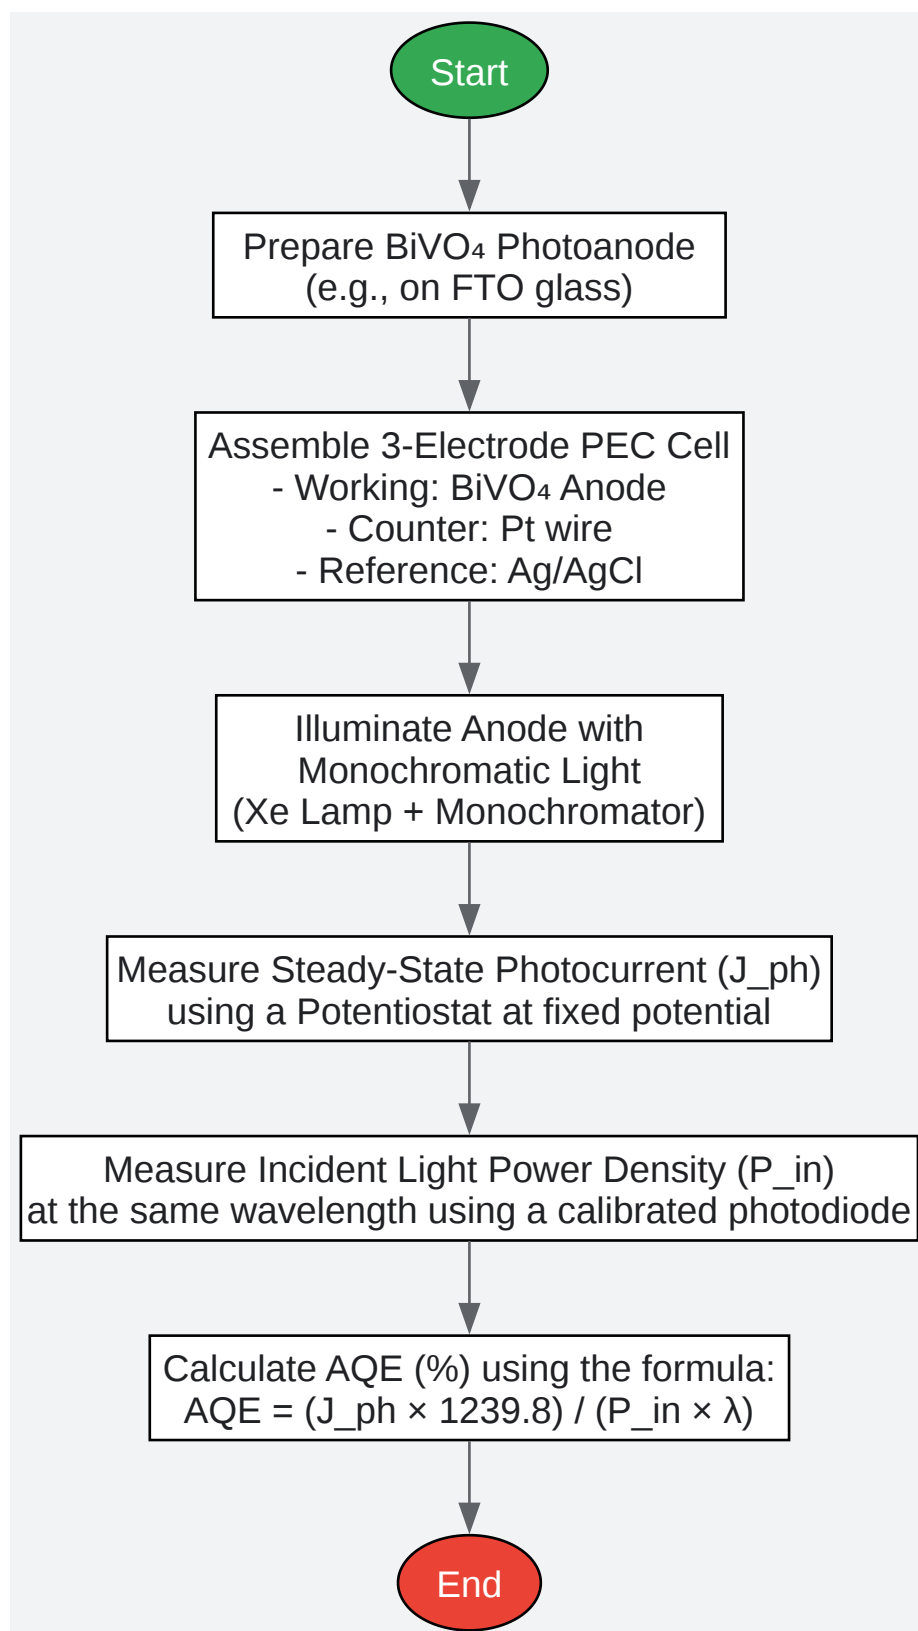 Start
Prepare BiVO₄ Photoanode
(e.g., on FTO glass)
Assemble 3-Electrode PEC Cell
- Working: BiVO₄ Anode
- Counter: Pt wire
- Reference: Ag/AgCl
Illuminate Anode with
Monochromatic Light
(Xe Lamp + Monochromator)
Measure Steady-State Photocurrent (J_ph)
using a Potentiostat at fixed potential
Measure Incident Light Power Density (P_in)
at the same wavelength using a calibrated photodiode
Calculate AQE (%) using the formula:
AQE = (J_ph × 1239.8) / (P_in × λ)
End